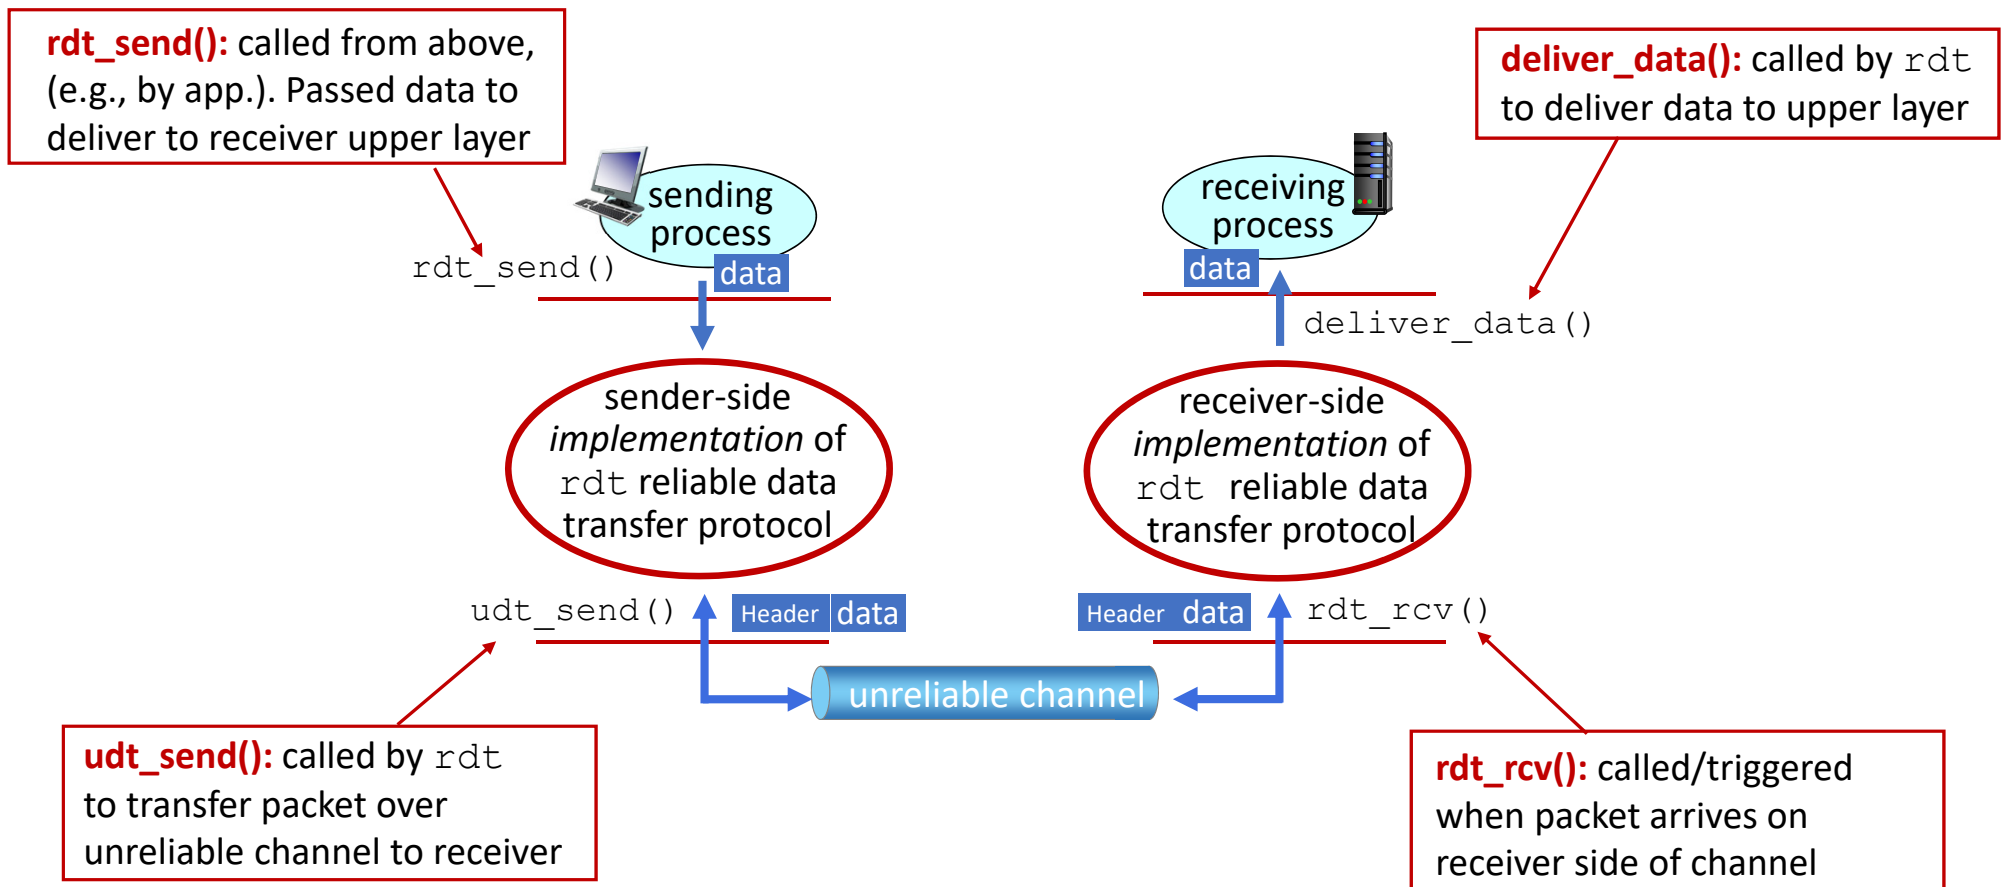 rdt_send(): called from above,
(e.g., by app.). Passed data to
deliver to receiver upper layer
deliver_data(): called by rdt
to deliver data to upper layer
sending
process
receiving
process
rdt_send()
data
data
deliver_data()
sender-side
implementation of
rdt reliable data
transfer protocol
receiver-side
implementation of
rdt reliable data
transfer protocol
udt_send()
Header data
Header data
rdt_rcv()
unreliable channel
udt_send(): called by rdt
to transfer packet over
unreliable channel to receiver
rdt_rcv(): called/triggered
when packet arrives on
receiver side of channel